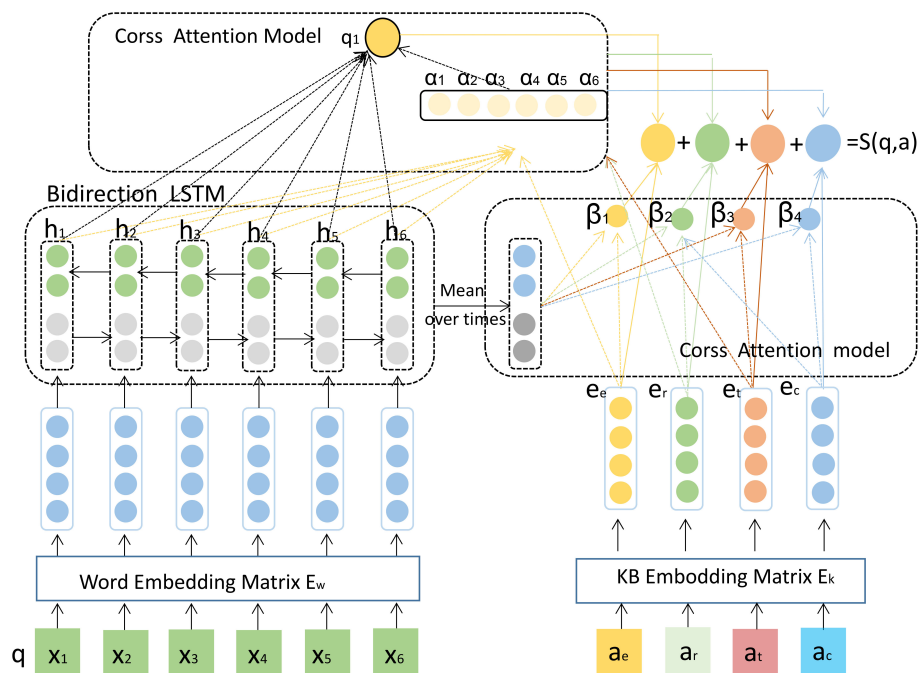 Corss Attention Model q1
α1 α2 α3 α4 α5 α6
+ + + =S(q,a)
Bidirection LSTM
h1 h2 h3 h4 h5 h6
β1 β2 β3 β4
Mean
over times
Corss Attention model
ee er et ec
Word Embedding Matrix Ew
KB Embodding Matrix Ek
q x1 x2 x3 x4 x5 x6
ae ar at ac